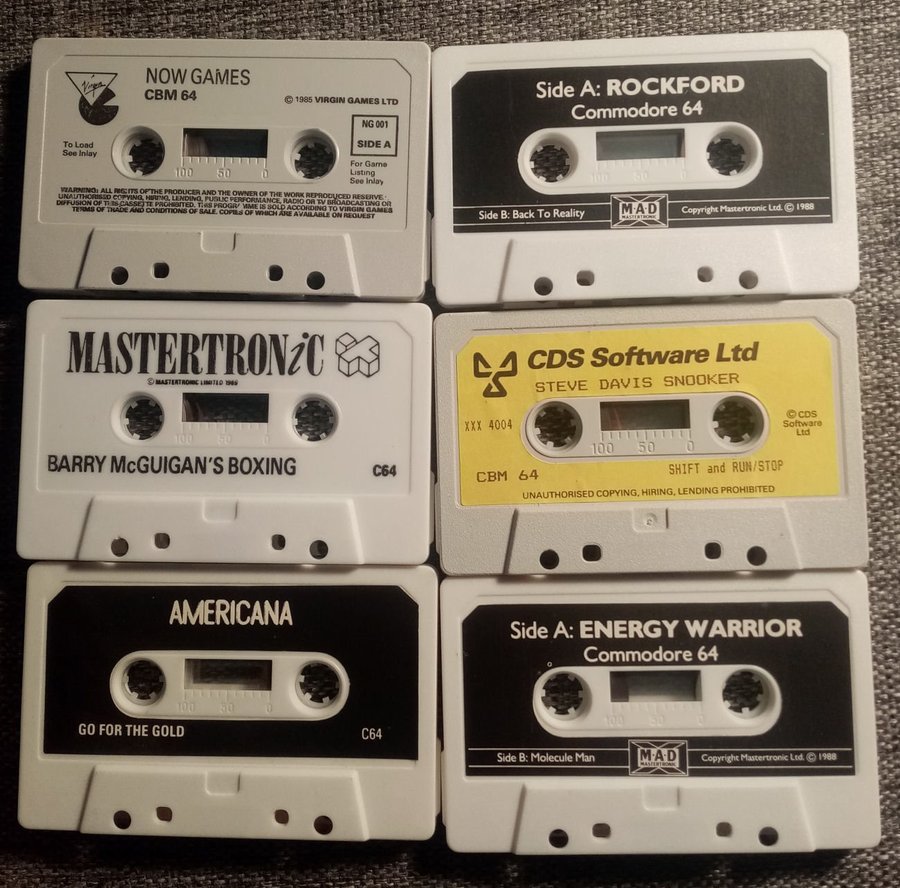 Virgin
NOW GAMES
CBM 64
© 1985 VIRGIN GAMES LTD
To Load
See Inlay
NG 001
SIDE A
For Game
Listing
See Inlay
100 50 0
WARNING: ALL RIGHTS OF THE PRODUCER AND THE OWNER OF THE WORK REPRODUCED RESERVE
UNAUTHORISED COPYING, HIRING, LENDING, PUBLIC PERFORMANCE, RADIO OR TV BROADCASTING OR
DIFFUSION OF THIS CASSETTE PROHIBITED. THIS PROGRAMME IS SOLD ACCORDING TO VIRGIN GAMES
TERMS OF TRADE AND CONDITIONS OF SALE. COPIES OF WHICH ARE AVAILABLE ON REQUEST
Side A: ROCKFORD
Commodore 64
100 50 0
Side B: Back To Reality
M·A·D
MASTERTRONIC
Copyright Mastertronic Ltd. © 1988
MASTERTRONiC
© MASTERTRONIC LIMITED 1986
100 50 0
BARRY McGUIGAN'S BOXING
C64
CDS Software Ltd
STEVE DAVIS SNOOKER
XXX 4004
100 50 0
© CDS
Software
Ltd
CBM 64
SHIFT and RUN/STOP
UNAUTHORISED COPYING, HIRING, LENDING PROHIBITED
AMERICANA
100 50 0
GO FOR THE GOLD
C64
Side A: ENERGY WARRIOR
Commodore 64
100 50 0
Side B: Molecule Man
M·A·D
MASTERTRONIC
Copyright Mastertronic Ltd. © 1988